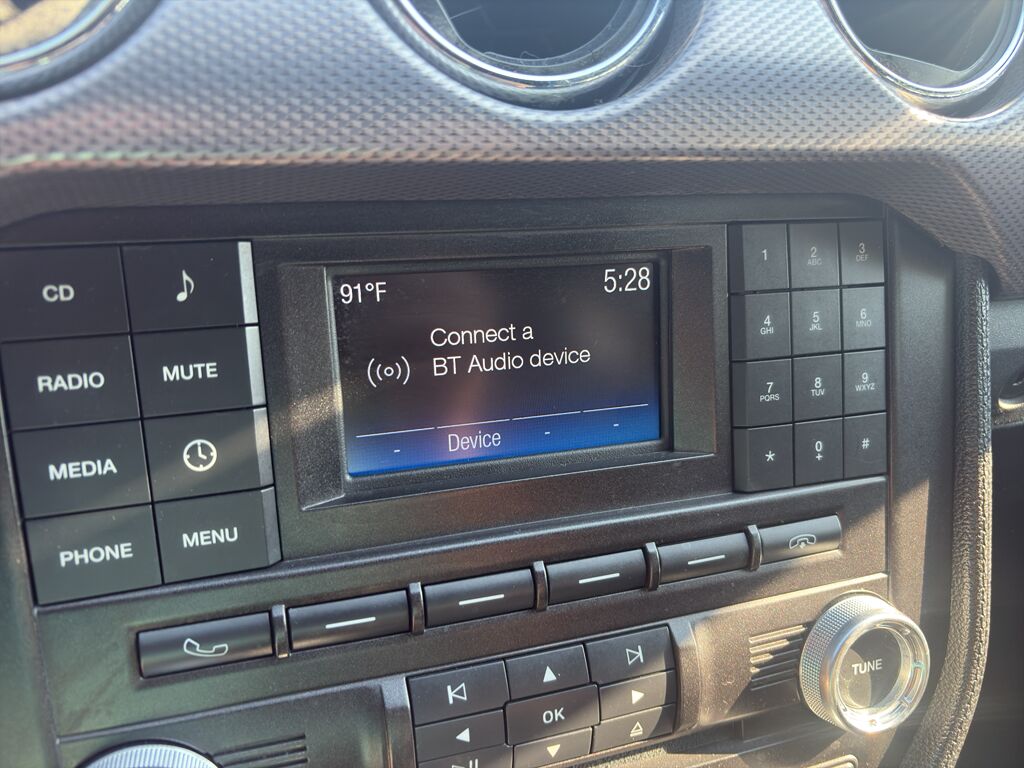 91°F
5:28
Connect a
BT Audio device
- Device - -
CD
RADIO
MUTE
MEDIA
PHONE
MENU
1
2
ABC
3
DEF
4
GHI
5
JKL
6
MNO
7
PQRS
8
TUV
9
WXYZ
*
0
+
#
OK
TUNE